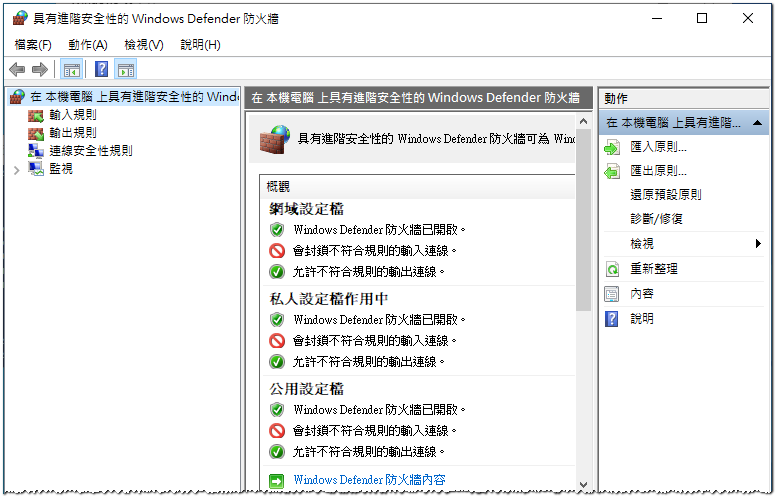 具有進階安全性的 Windows Defender 防火牆
檔案(F) 動作(A) 檢視(V) 說明(H)
在 本機電腦 上具有進階安全性的 Windo
輸入規則
輸出規則
連線安全性規則
監視
在 本機電腦 上具有進階安全性的 Windows Defender 防火牆
具有進階安全性的 Windows Defender 防火牆可為 Wind
概觀
網域設定檔
Windows Defender 防火牆已開啟。
會封鎖不符合規則的輸入連線。
允許不符合規則的輸出連線。
私人設定檔作用中
Windows Defender 防火牆已開啟。
會封鎖不符合規則的輸入連線。
允許不符合規則的輸出連線。
公用設定檔
Windows Defender 防火牆已開啟。
會封鎖不符合規則的輸入連線。
允許不符合規則的輸出連線。
Windows Defender 防火牆內容
動作
在 本機電腦 上具有進階...
匯入原則...
匯出原則...
還原預設原則
診斷/修復
檢視
重新整理
內容
說明